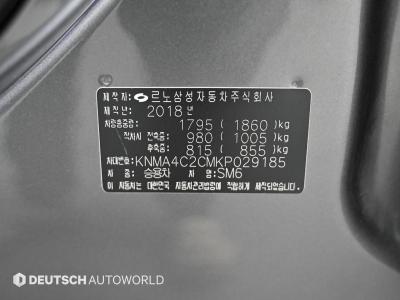 제작자: 르노삼성자동차주식회사
제작년: 2018년
차량총중량: 1795 ( 1860 )kg
적차시 전축중: 980 ( 1005 )kg
후축중: 815 ( 855 )kg
차대번호: KNMA4C2CMKP029185
차 종: 승용차 차명:SM6
이 자동차는 대한민국 자동차관리법령에 적합하게 제작되었습니다
DEUTSCH AUTOWORLD